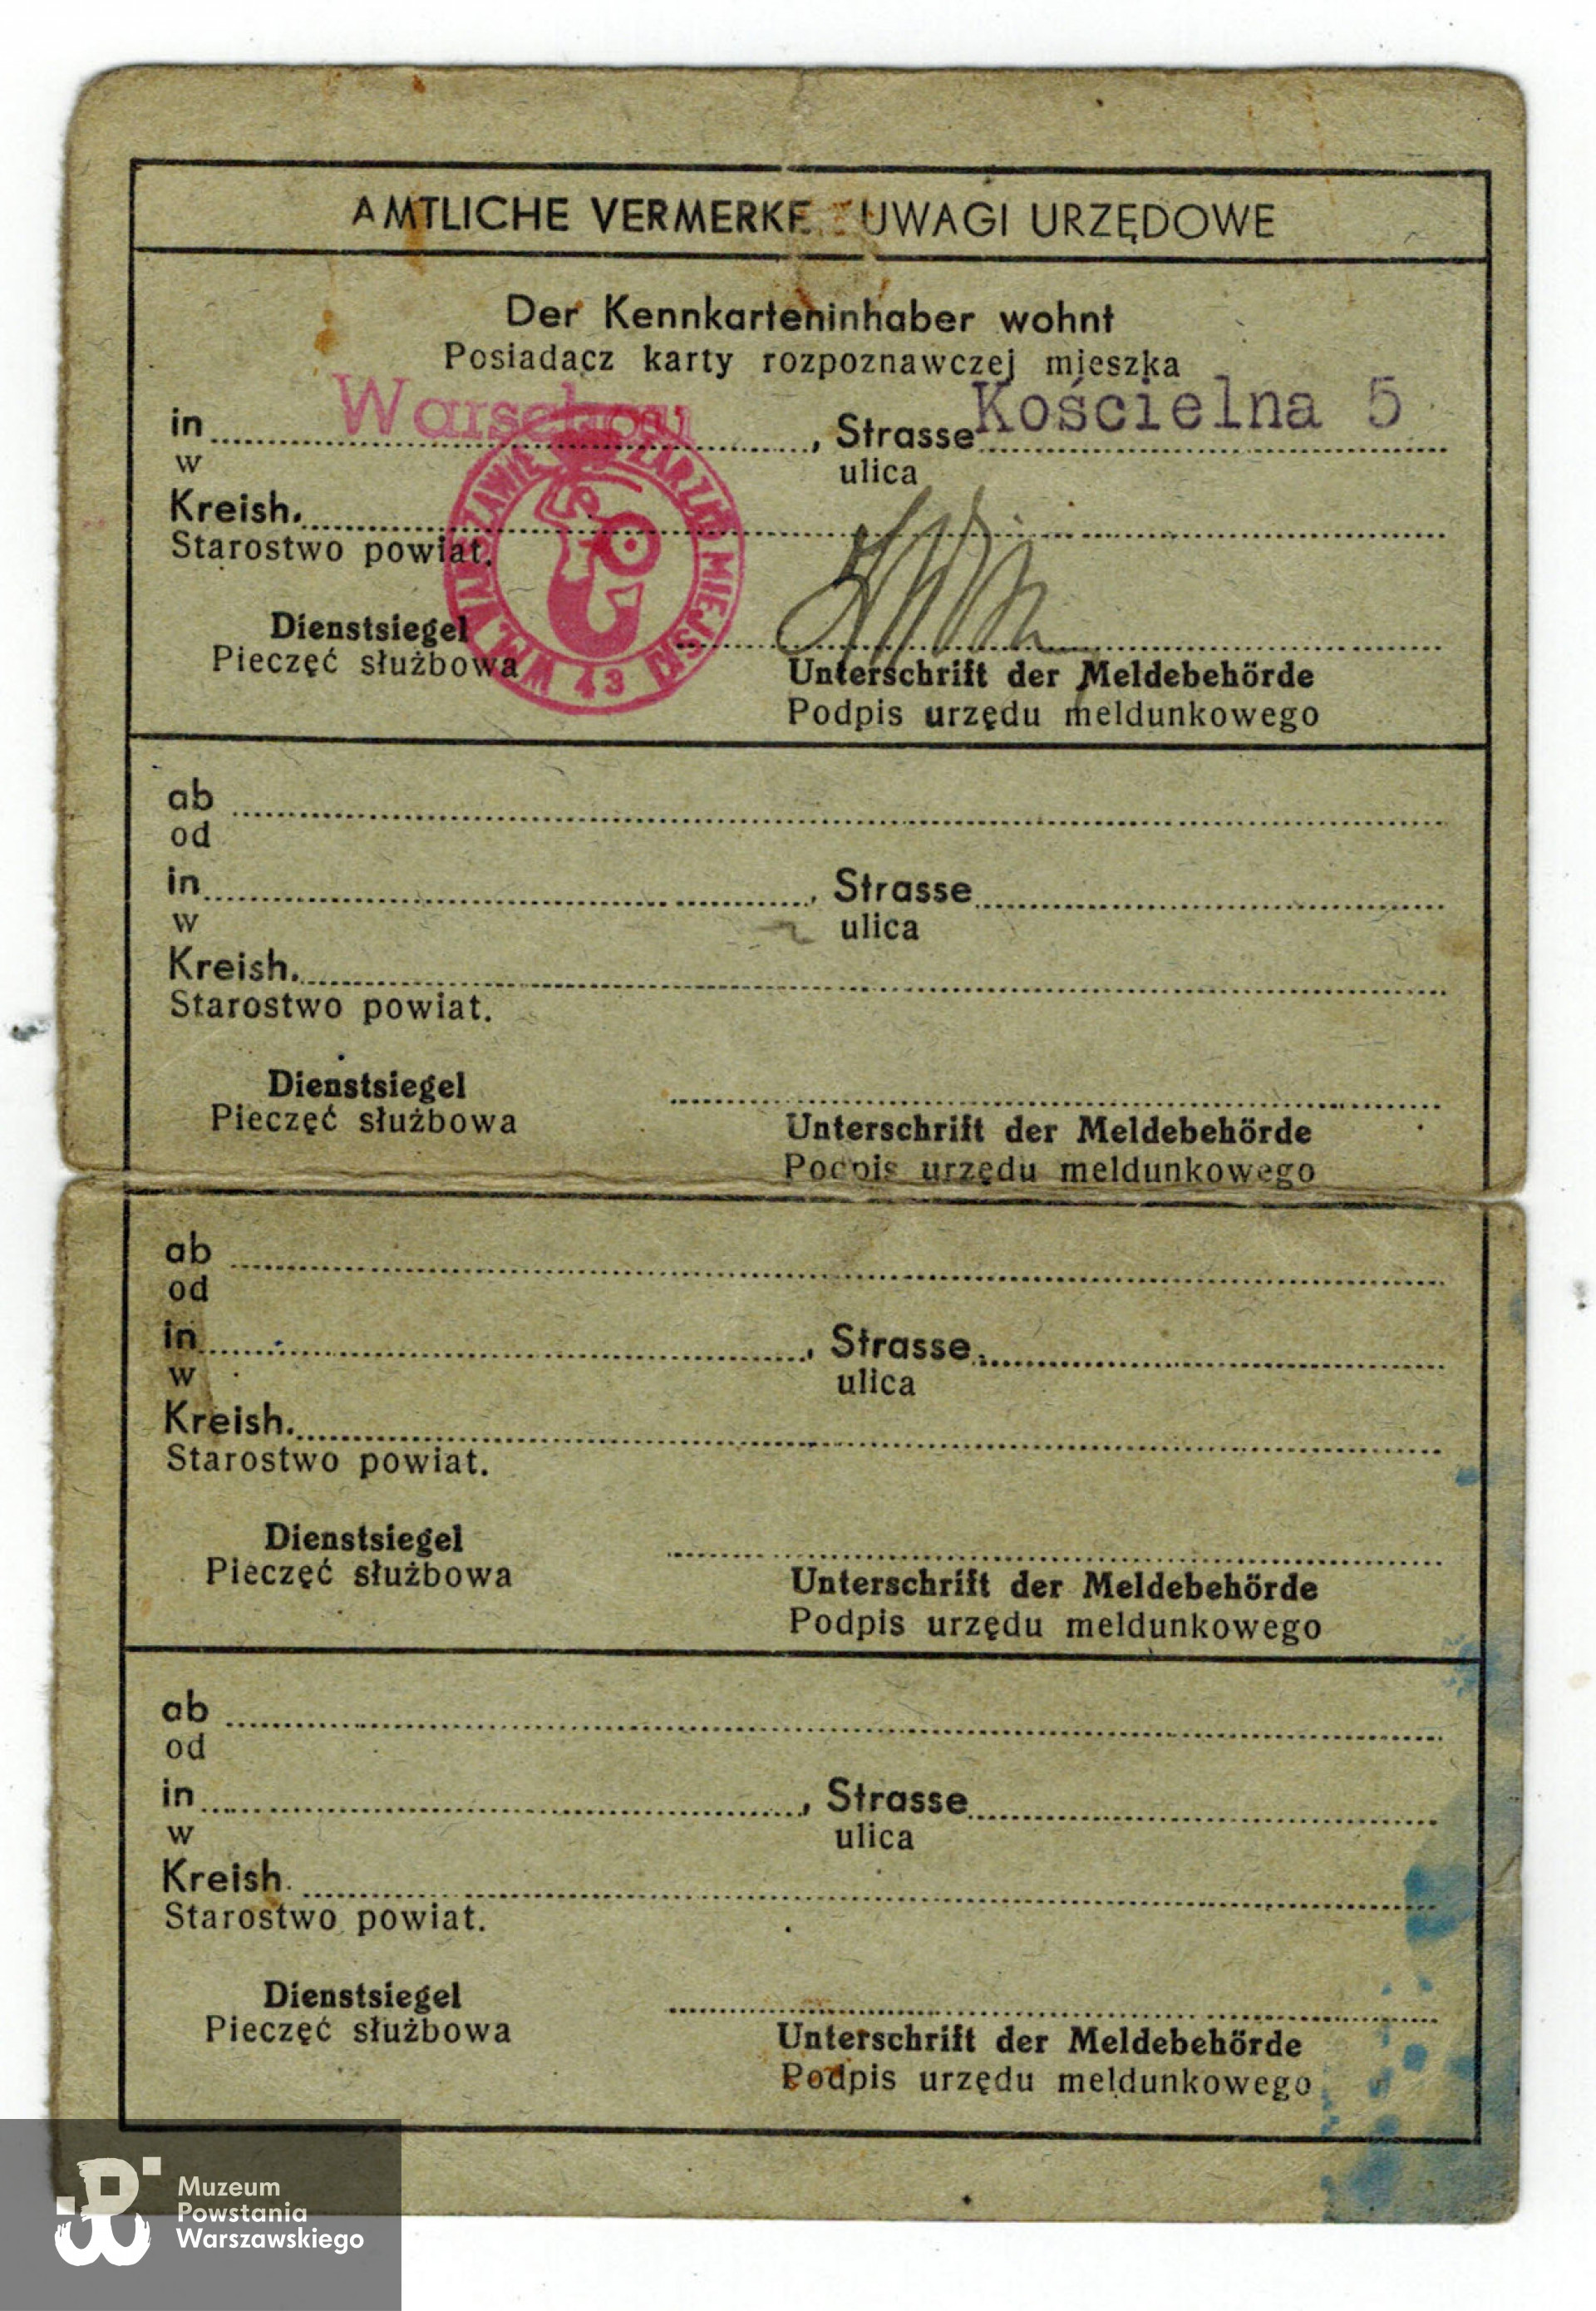 AMTLICHE VERMERKE UWAGI URZĘDOWE
Der Kennkarteninhaber wohnt
Posiadacz karty rozpoznawczej mieszka
in Warschau, Strasse Kościelna 5
w ulica
Kreish.
Starostwo powiat.
ZARZĄD MIEJSKI W M. WARSZAWIE
43
Dienstsiegel
Pieczęć służbowa
Unterschrift der Meldebehörde
Podpis urzędu meldunkowego
ab
od
in , Strasse
w ulica
Kreish.
Starostwo powiat.
Dienstsiegel
Pieczęć służbowa
Unterschrift der Meldebehörde
Podpis urzędu meldunkowego
ab
od
in , Strasse
w ulica
Kreish.
Starostwo powiat.
Dienstsiegel
Pieczęć służbowa
Unterschrift der Meldebehörde
Podpis urzędu meldunkowego
ab
od
in , Strasse
w ulica
Kreish.
Starostwo powiat.
Dienstsiegel
Pieczęć służbowa
Unterschrift der Meldebehörde
Podpis urzędu meldunkowego
Muzeum
Powstania
Warszawskiego